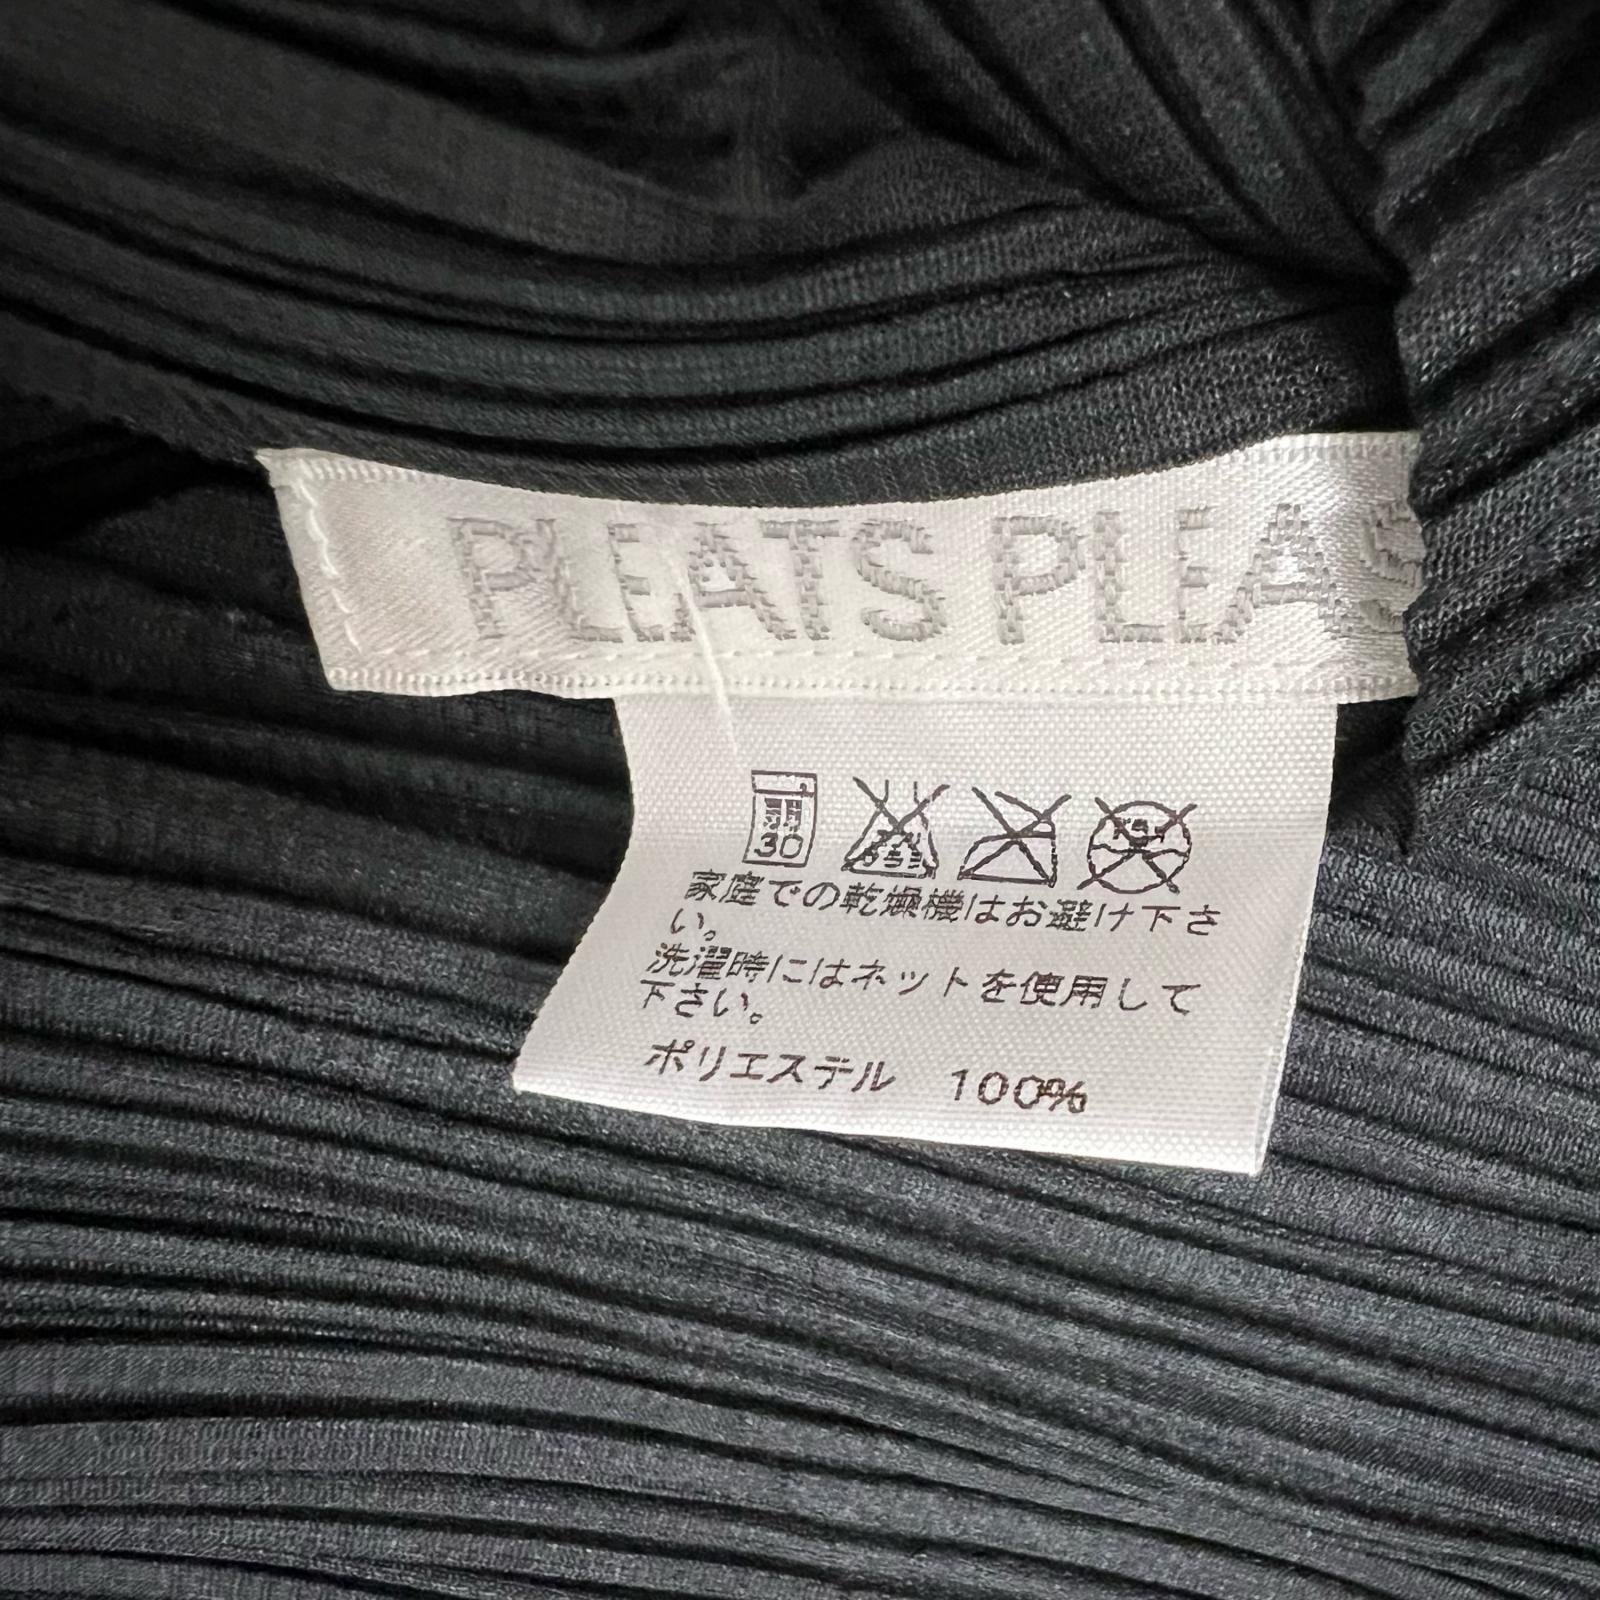 PLEATS PLEAS
30
家庭での乾燥機はお避け下さ
い。
洗濯時にはネットを使用して
下さい。
ポリエステル 100%